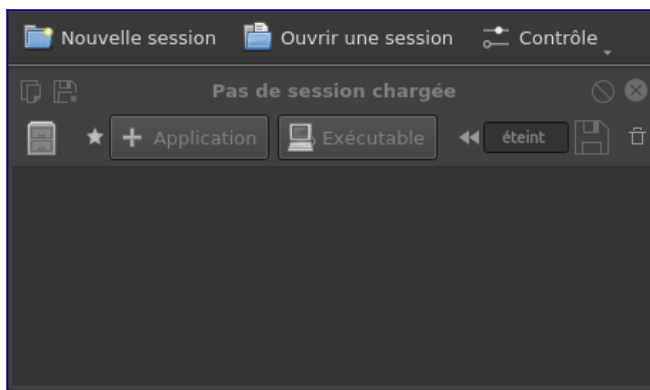 Nouvelle session Ouvrir une session Contrôle
Pas de session chargée
Application Exécutable éteint